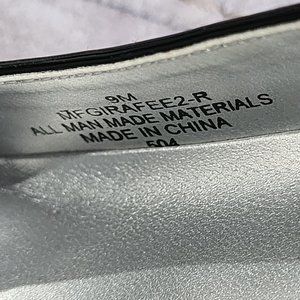 9M
MFGIRAFEE2-R
ALL MAN MADE MATERIALS
MADE IN CHINA
504